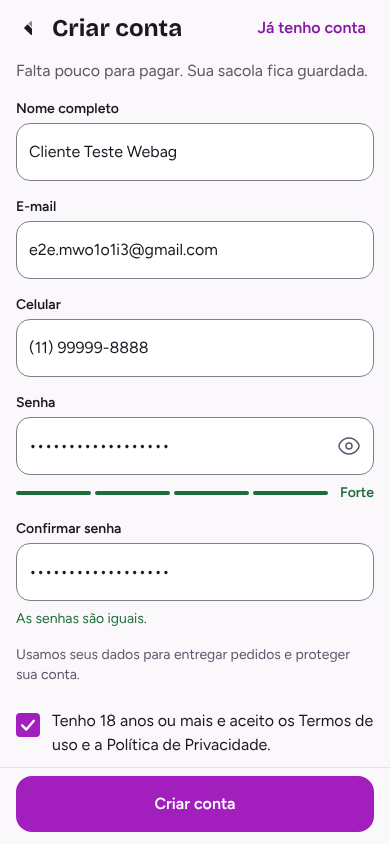 Criar conta
Já tenho conta
Falta pouco para pagar. Sua sacola fica guardada.
Nome completo
Cliente Teste Webag
E-mail
e2e.mwo1o1i3@gmail.com
Celular
(11) 99999-8888
Senha
••••••••••••••••••
Forte
Confirmar senha
••••••••••••••••••
As senhas são iguais.
Usamos seus dados para entregar pedidos e proteger
sua conta.
Tenho 18 anos ou mais e aceito os Termos de
uso e a Política de Privacidade.
Criar conta